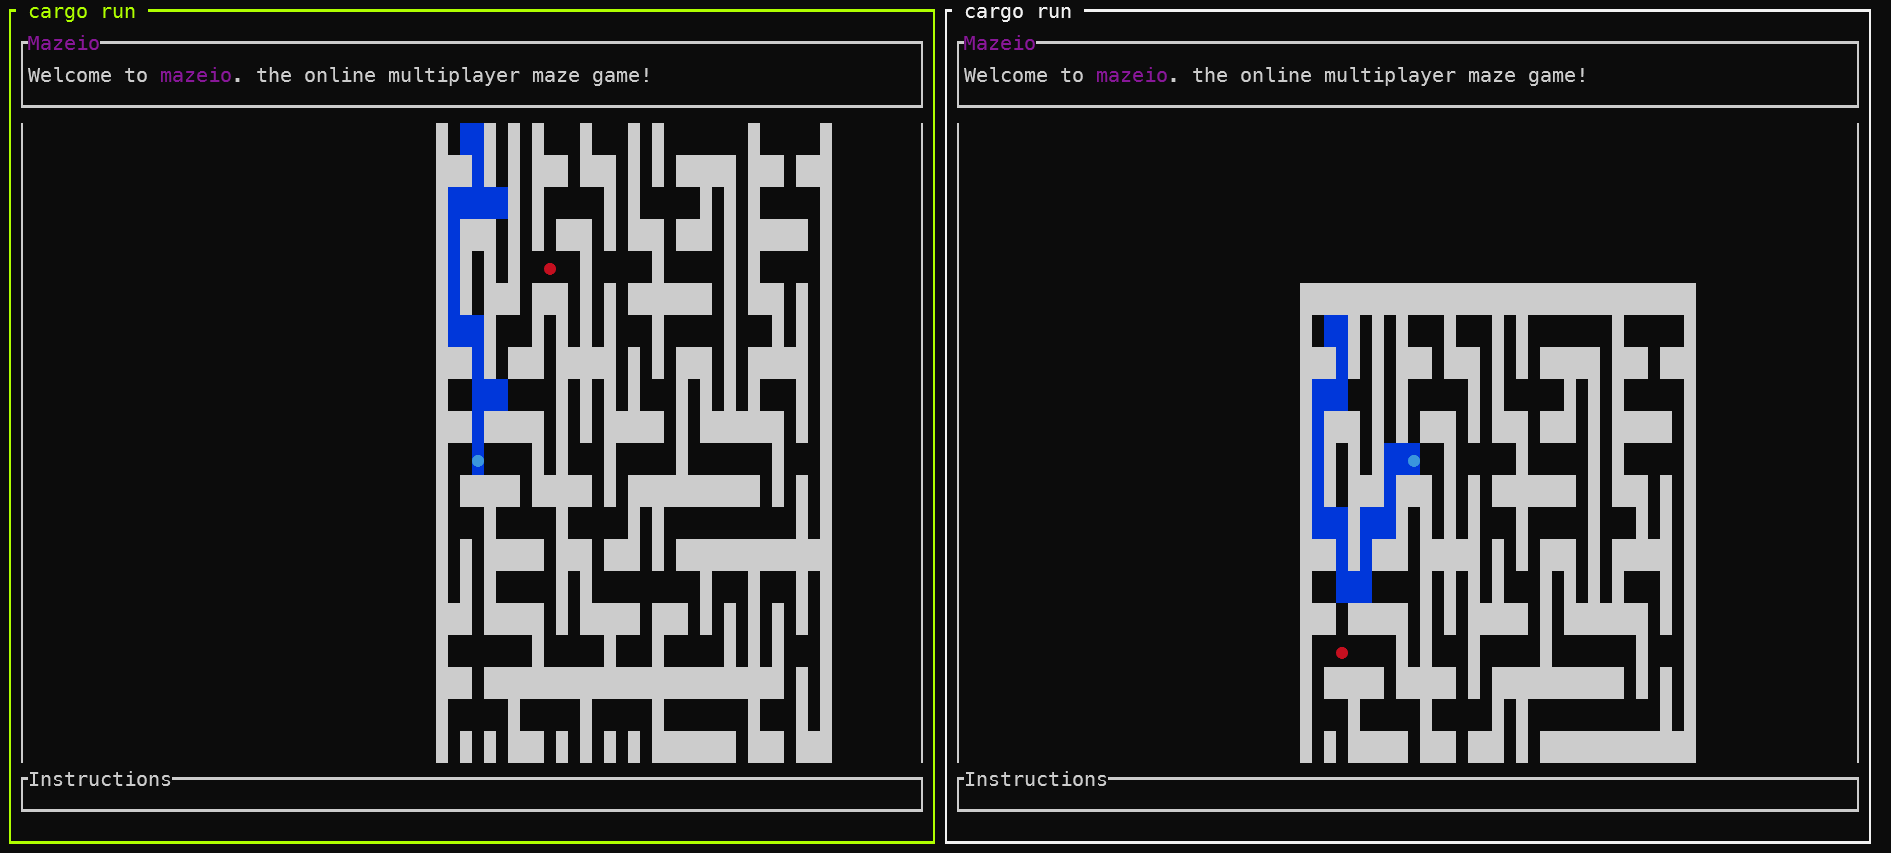 cargo run
Mazeio
Welcome to mazeio. the online multiplayer maze game!
Instructions
cargo run
Mazeio
Welcome to mazeio. the online multiplayer maze game!
Instructions